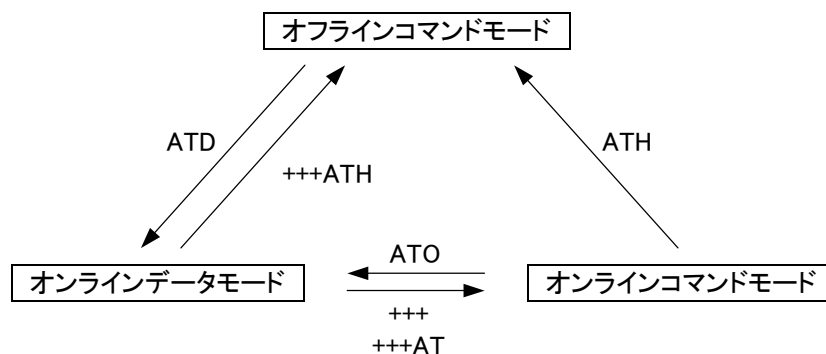 オフラインコマンドモード
ATD
ATH
+++ATH
ATO
オンラインデータモード
オンラインコマンドモード
+++
+++AT